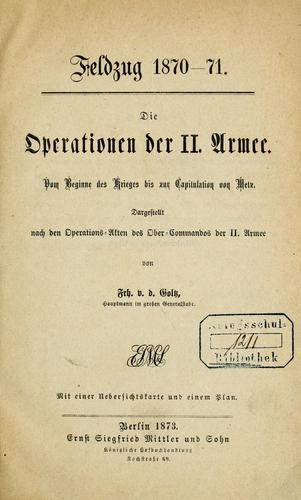 Feldzug 1870—71.
Die
Operationen der II. Armee.
Vom Beginne des Krieges bis zur Capitulation von Metz.
Dargestellt
nach den Operations-Akten des Ober-Commandos der II. Armee
von
Frh. v. d. Goltz,
Hauptmann im großen Generalstabe.
Kriegsschul
1211
Bibliothek
Mit einer Uebersichtskarte und einem Plan.
Berlin 1873.
Ernst Siegfried Mittler und Sohn
Königliche Hofbuchhandlung
Kochstraße 69.